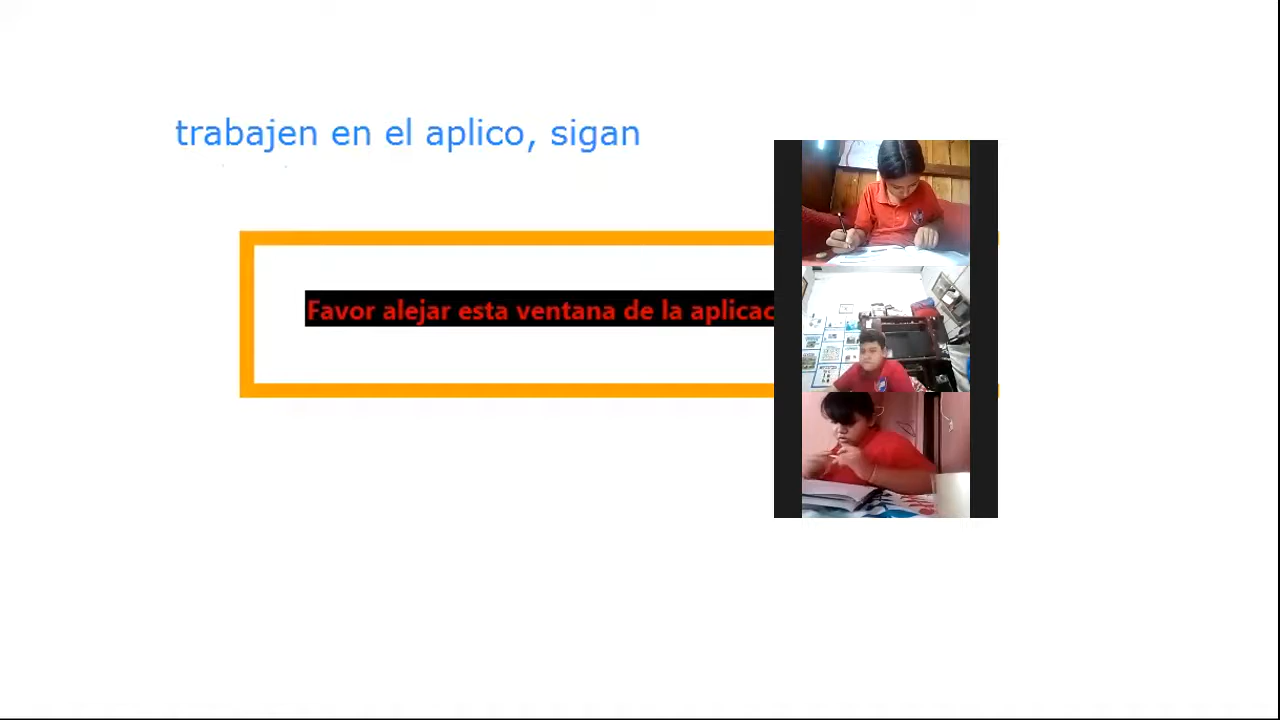 trabajen en el aplico, sigan
Favor alejar esta ventana de la aplicac